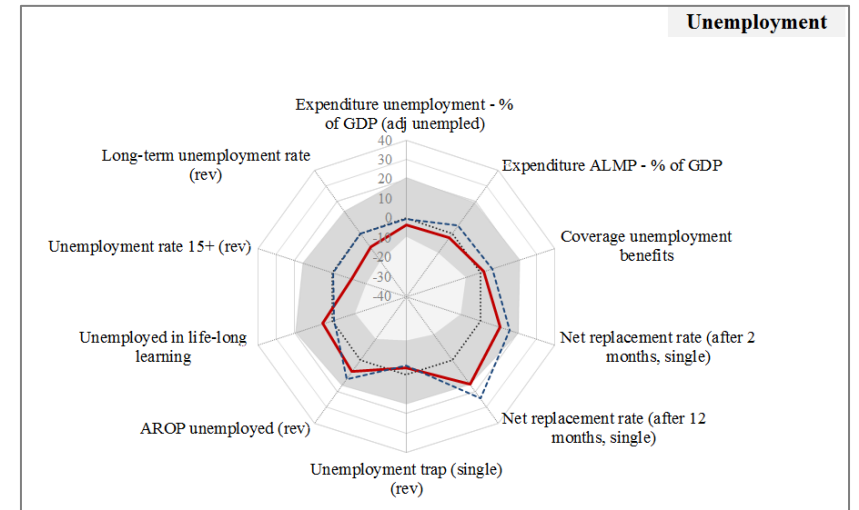 Unemployment
Expenditure unemployment - %
of GDP (adj unempled)
Long-term unemployment rate
(rev)
Expenditure ALMP - % of GDP
Unemployment rate 15+ (rev)
Coverage unemployment
benefits
Unemployed in life-long
learning
Net replacement rate (after 2
months, single)
AROP unemployed (rev)
Net replacement rate (after 12
months, single)
Unemployment trap (single)
(rev)
40
30
20
10
0
-10
-20
-30
-40